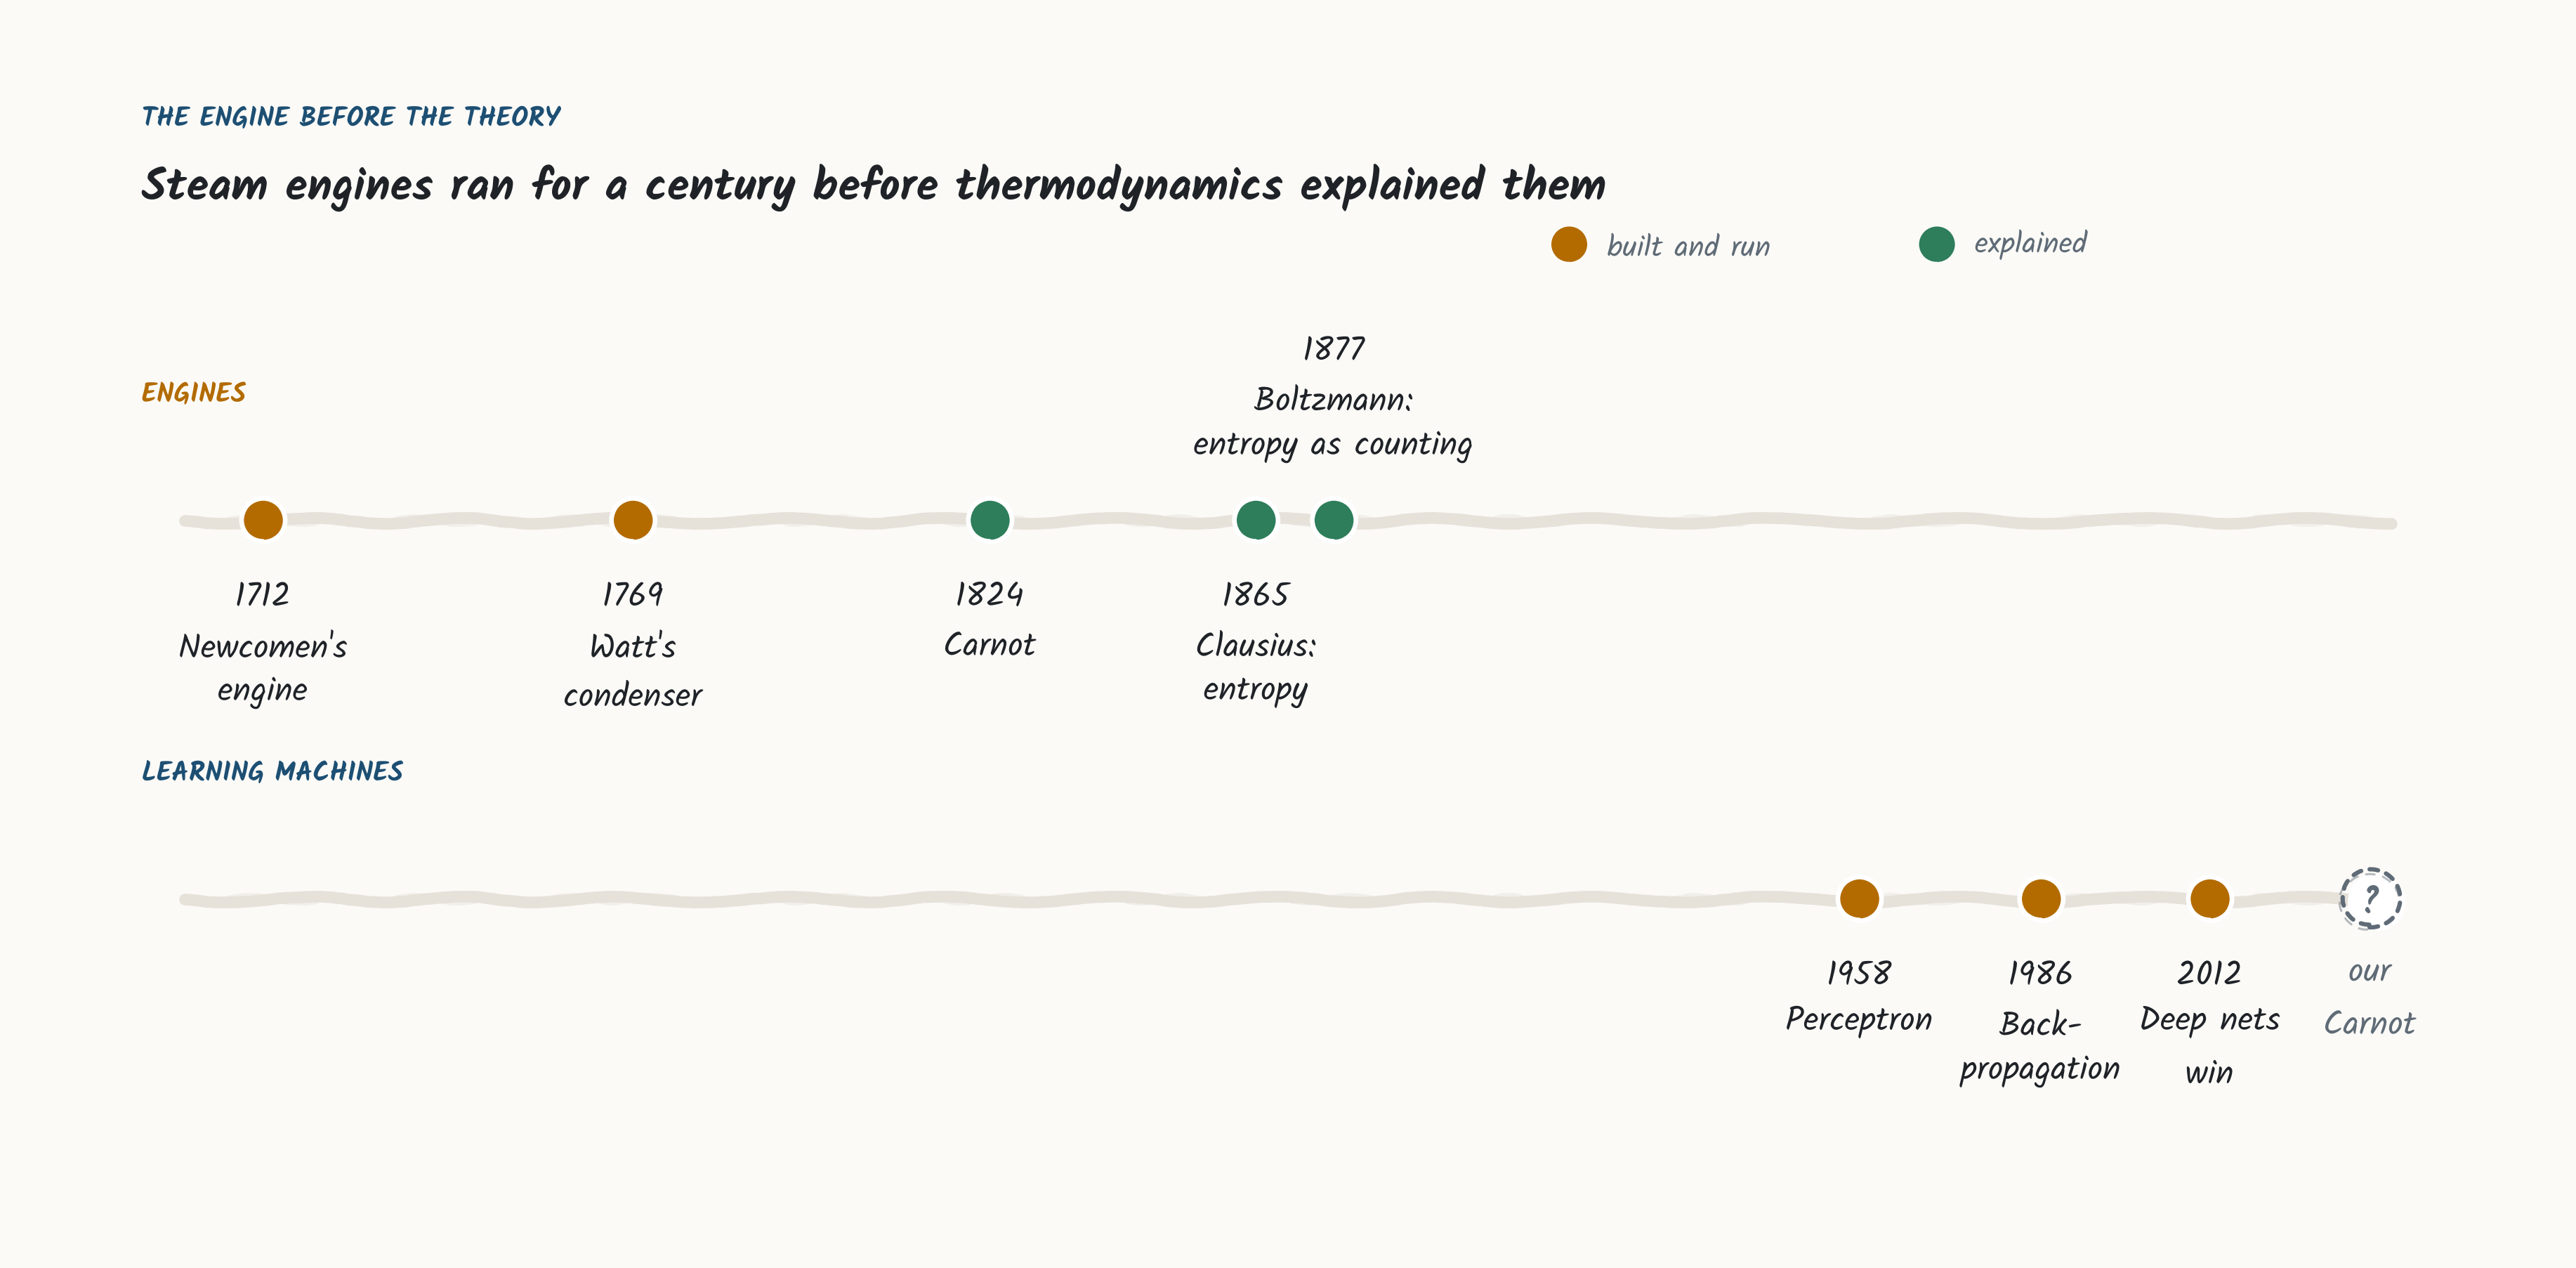 THE ENGINE BEFORE THE THEORY
Steam engines ran for a century before thermodynamics explained them
built and run
explained
ENGINES
1877
Boltzmann:
entropy as counting
1712
Newcomen's
engine
1769
Watt's
condenser
1824
Carnot
1865
Clausius:
entropy
LEARNING MACHINES
?
1958
Perceptron
1986
Back-
propagation
2012
Deep nets
win
our
Carnot